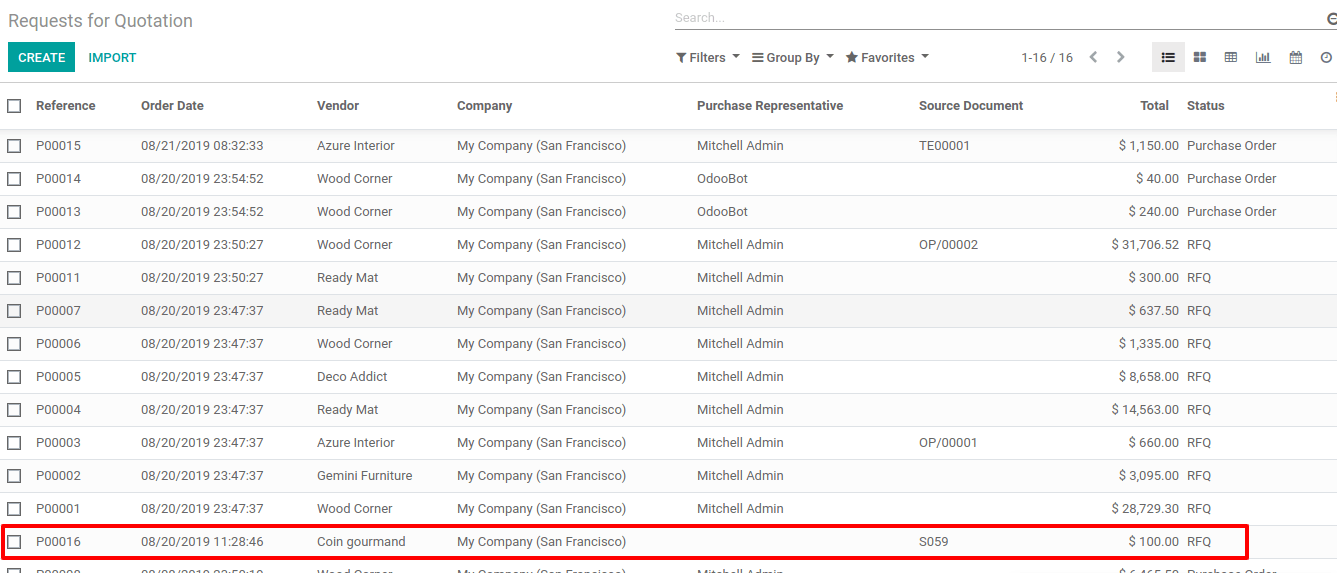 Requests for Quotation
Search...
CREATE IMPORT Filters Group By Favorites 1-16 / 16
Reference Order Date Vendor Company Purchase Representative Source Document Total Status
P00015 08/21/2019 08:32:33 Azure Interior My Company (San Francisco) Mitchell Admin TE00001 $ 1,150.00 Purchase Order
P00014 08/20/2019 23:54:52 Wood Corner My Company (San Francisco) OdooBot $ 40.00 Purchase Order
P00013 08/20/2019 23:54:52 Wood Corner My Company (San Francisco) OdooBot $ 240.00 Purchase Order
P00012 08/20/2019 23:50:27 Wood Corner My Company (San Francisco) Mitchell Admin OP/00002 $ 31,706.52 RFQ
P00011 08/20/2019 23:50:27 Ready Mat My Company (San Francisco) Mitchell Admin $ 300.00 RFQ
P00007 08/20/2019 23:47:37 Ready Mat My Company (San Francisco) Mitchell Admin $ 637.50 RFQ
P00006 08/20/2019 23:47:37 Wood Corner My Company (San Francisco) Mitchell Admin $ 1,335.00 RFQ
P00005 08/20/2019 23:47:37 Deco Addict My Company (San Francisco) Mitchell Admin $ 8,658.00 RFQ
P00004 08/20/2019 23:47:37 Ready Mat My Company (San Francisco) Mitchell Admin $ 14,563.00 RFQ
P00003 08/20/2019 23:47:37 Azure Interior My Company (San Francisco) Mitchell Admin OP/00001 $ 660.00 RFQ
P00002 08/20/2019 23:47:37 Gemini Furniture My Company (San Francisco) Mitchell Admin $ 3,095.00 RFQ
P00001 08/20/2019 23:47:37 Wood Corner My Company (San Francisco) Mitchell Admin $ 28,729.30 RFQ
P00016 08/20/2019 11:28:46 Coin gourmand My Company (San Francisco) S059 $ 100.00 RFQ